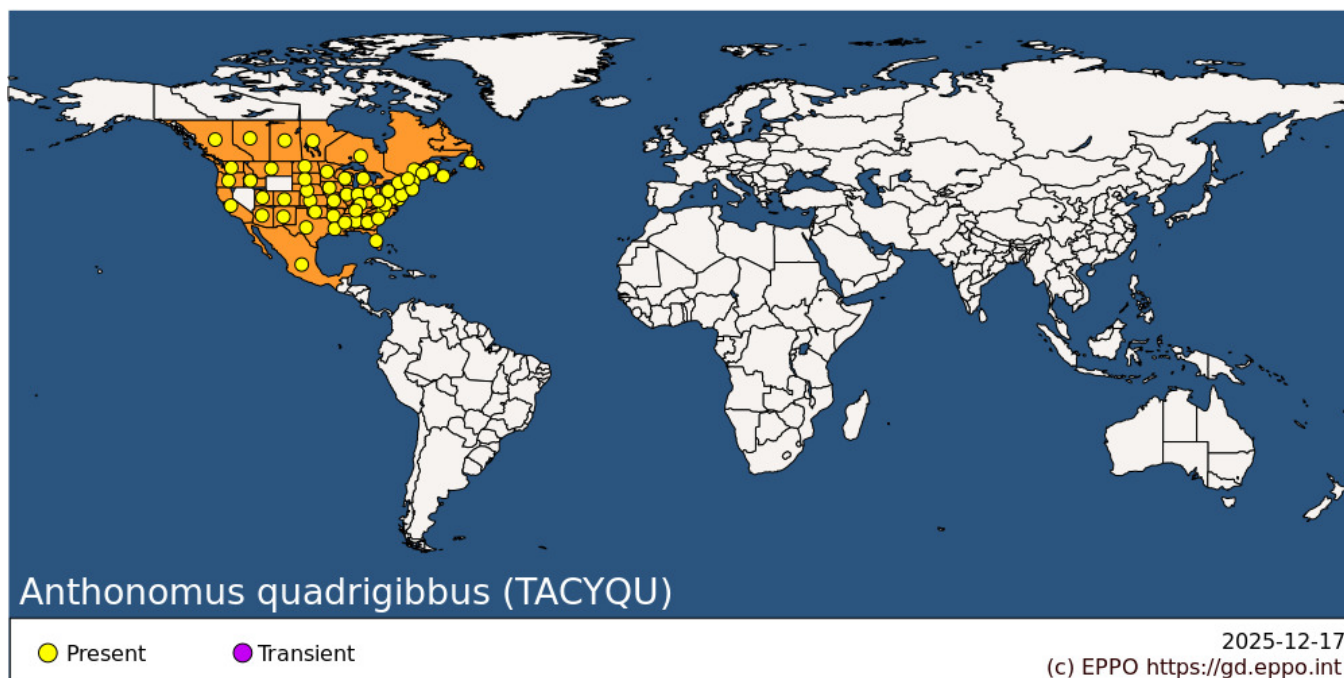 Anthonomus quadrigibbus (TACYQU)
Present
Transient
2025-12-17
(c) EPPO https://gd.eppo.int